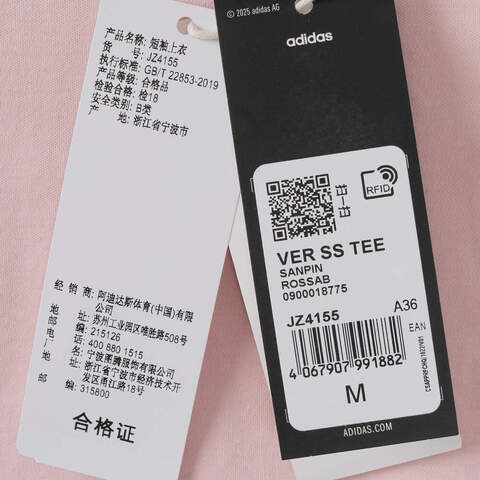 产品名称: 短袖上衣
货 号: JZ4155
执行标准: GB/T 22853-2019
产品等级: 合格品
检验合格: 检18
安全类别: B类
产 地: 浙江省宁波市
经 销 商: 阿迪达斯体育(中国)有限
公司
地 址: 苏州工业园区唯胜路508号
邮 编: 215126
电 话: 400 880 1515
厂 名: 宁波雨腾服饰有限公司
地 址: 浙江省宁波市经济技术开
发区甬江路18号
邮 编: 315800
合格证
© 2025 adidas AG
adidas
RFID
VER SS TEE
SANPIN
ROSSAB
0900018775
JZ4155 A36
EAN
4 067907 991882
M
ADIDAS.COM